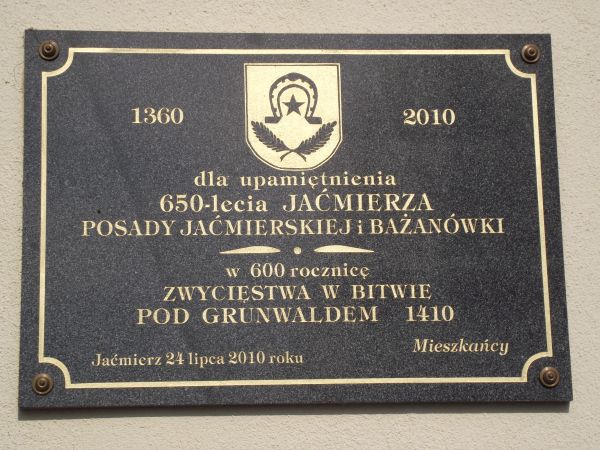 1360 2010
dla upamiętnienia
650-lecia JAĆMIERZA
POSADY JAĆMIERSKIEJ i BAŻANÓWKI
w 600 rocznicę
ZWYCIĘSTWA W BITWIE
POD GRUNWALDEM 1410
Mieszkańcy
Jaćmierz 24 lipca 2010 roku